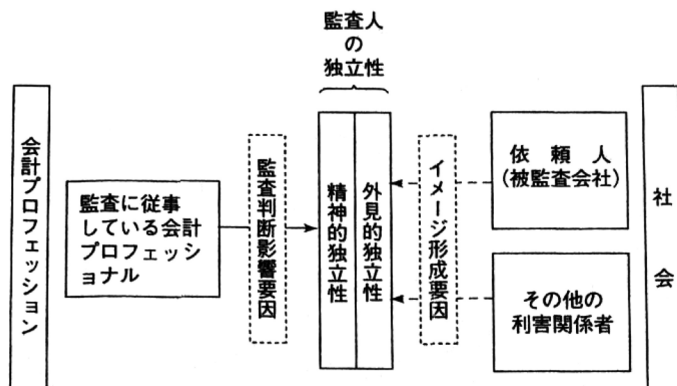 監査人
の
独立性
会計プロフェッション
監査に従事
している会計
プロフェッシ
ョナル
監査判断影響要因
精神的独立性
外見的独立性
イメージ形成要因
依頼人
(被監査会社)
その他の
利害関係者
社会